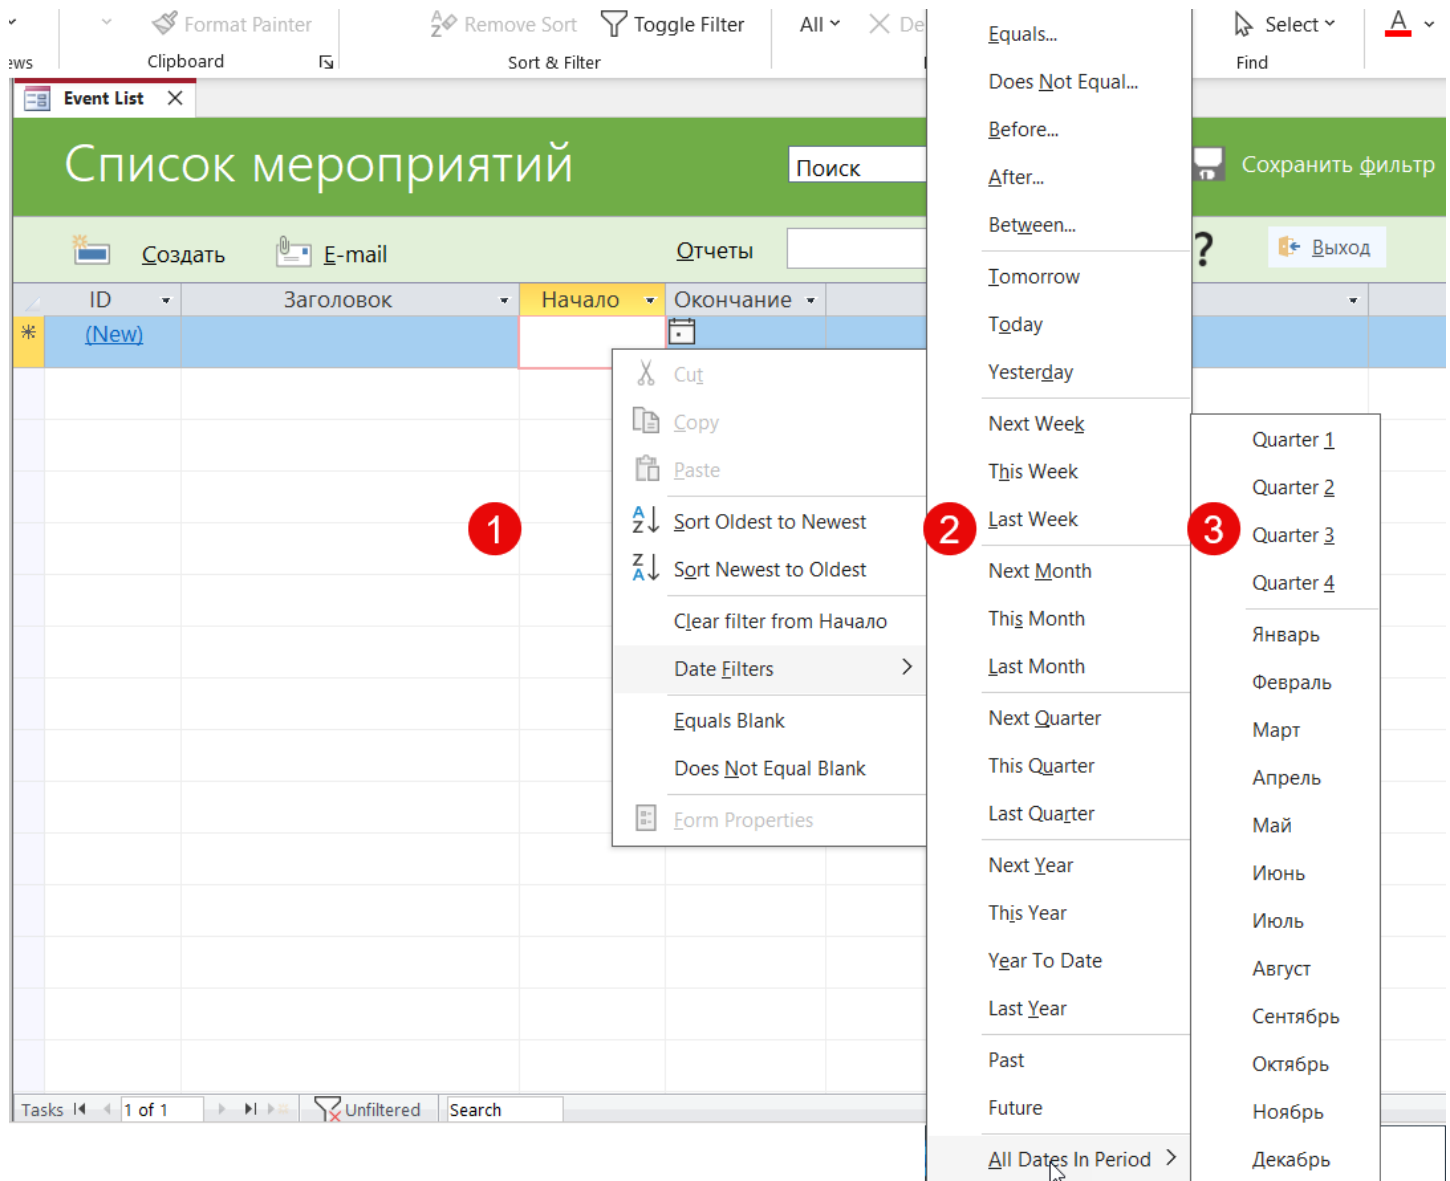 Format Painter
Remove Sort
Toggle Filter
All
Select
A
Clipboard
Sort & Filter
Find
Event List
Список мероприятий
Поиск
Сохранить фильтр
Создать
E-mail
Отчеты
?
Выход
ID
Заголовок
Начало
Окончание
(New)
1
Cut
Copy
Paste
Sort Oldest to Newest
Sort Newest to Oldest
Clear filter from Начало
Date Filters
Equals Blank
Does Not Equal Blank
Form Properties
2
Equals...
Does Not Equal...
Before...
After...
Between...
Tomorrow
Today
Yesterday
Next Week
This Week
Last Week
Next Month
This Month
Last Month
Next Quarter
This Quarter
Last Quarter
Next Year
This Year
Year To Date
Last Year
Past
Future
All Dates In Period
3
Quarter 1
Quarter 2
Quarter 3
Quarter 4
Январь
Февраль
Март
Апрель
Май
Июнь
Июль
Август
Сентябрь
Октябрь
Ноябрь
Декабрь
Tasks 1 of 1 Unfiltered Search